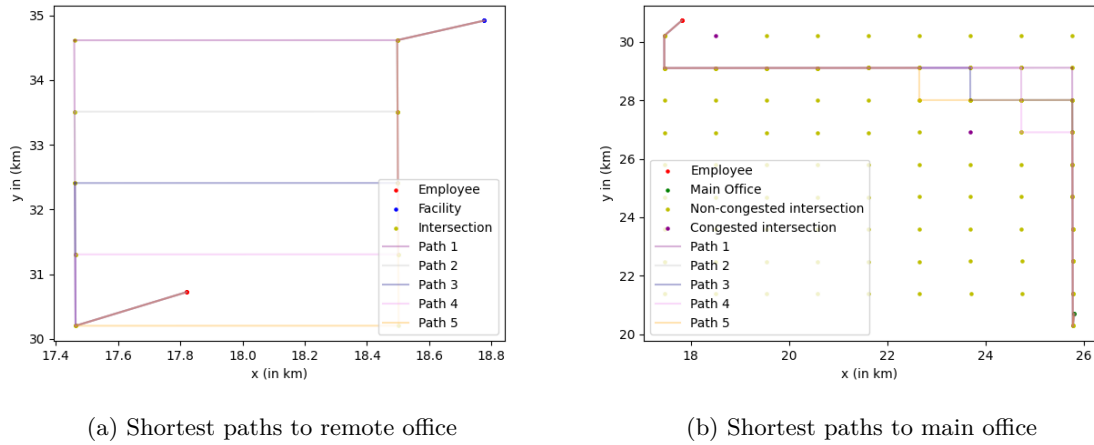 35
34
33
32
31
30
y in (km)
17.4 17.6 17.8 18.0 18.2 18.4 18.6 18.8
x (in km)
Employee
Facility
Intersection
Path 1
Path 2
Path 3
Path 4
Path 5
(a) Shortest paths to remote office
30
28
26
24
22
20
y in (km)
18 20 22 24 26
x (in km)
Employee
Main Office
Non-congested intersection
Congested intersection
Path 1
Path 2
Path 3
Path 4
Path 5
(b) Shortest paths to main office